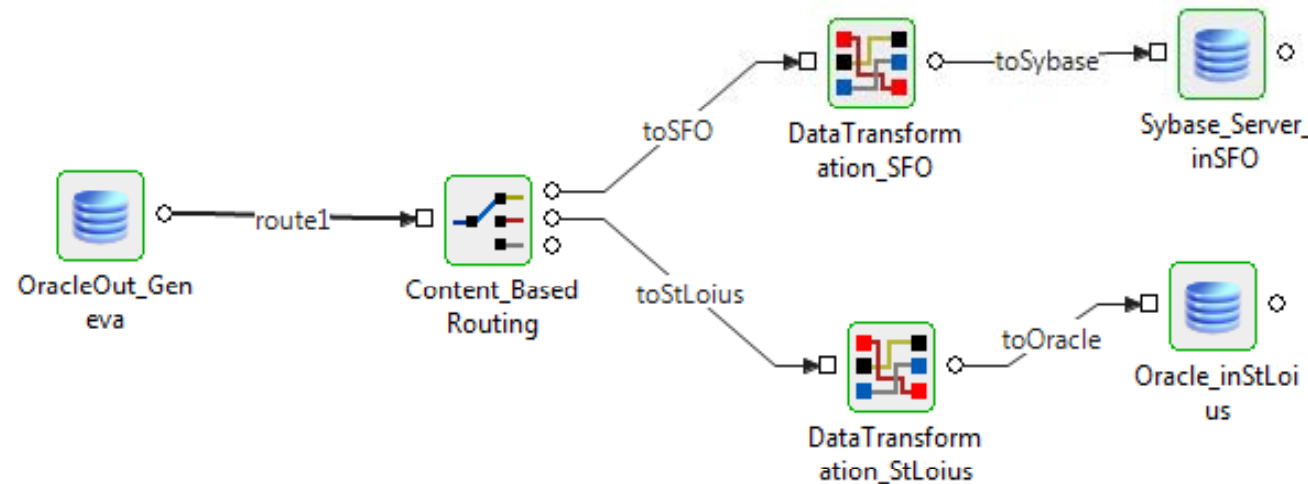 toSFO
DataTransform
ation_SFO
toSybase
Sybase_Server_
inSFO
OracleOut_Gen
eva
route1
Content_Based
Routing
toStLoius
DataTransform
ation_StLoius
toOracle
Oracle_inStLoi
us